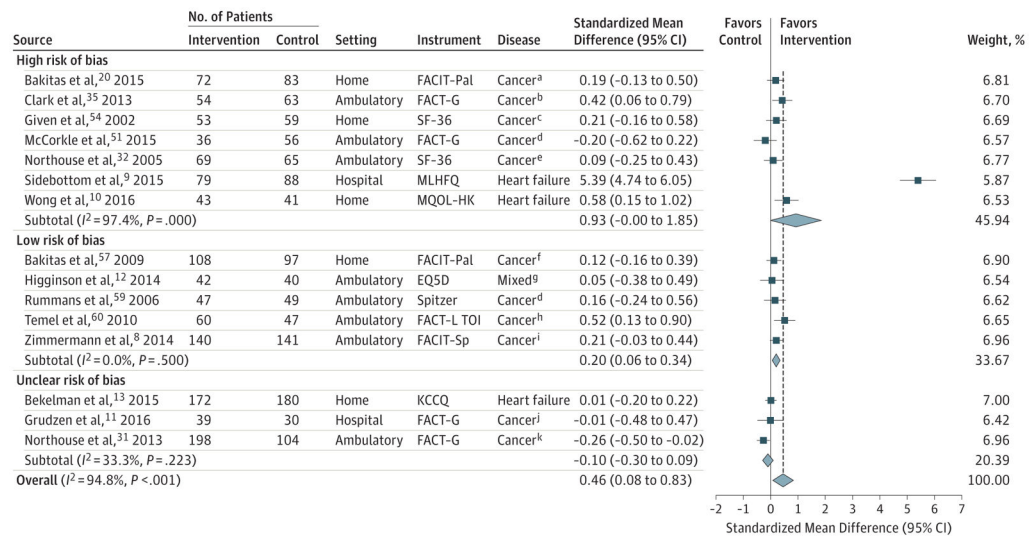 No. of Patients
Source Intervention Control Setting Instrument Disease Standardized Mean Difference (95% CI) Favors Control Favors Intervention Weight, %
High risk of bias
Bakitas et al,20 2015 72 83 Home FACIT-Pal Cancera 0.19 (-0.13 to 0.50) 6.81
Clark et al,35 2013 54 63 Ambulatory FACT-G Cancerb 0.42 (0.06 to 0.79) 6.70
Given et al,54 2002 53 59 Home SF-36 Cancerc 0.21 (-0.16 to 0.58) 6.69
McCorkle et al,51 2015 36 56 Ambulatory FACT-G Cancerd -0.20 (-0.62 to 0.22) 6.57
Northouse et al,32 2005 69 65 Ambulatory SF-36 Cancere 0.09 (-0.25 to 0.43) 6.77
Sidebottom et al,9 2015 79 88 Hospital MLHFQ Heart failure 5.39 (4.74 to 6.05) 5.87
Wong et al,10 2016 43 41 Home MQOL-HK Heart failure 0.58 (0.15 to 1.02) 6.53
Subtotal (I2 = 97.4%, P = .000) 0.93 (-0.00 to 1.85) 45.94
Low risk of bias
Bakitas et al,57 2009 108 97 Home FACIT-Pal Cancerf 0.12 (-0.16 to 0.39) 6.90
Higginson et al,12 2014 42 40 Ambulatory EQ5D Mixedg 0.05 (-0.38 to 0.49) 6.54
Rummans et al,59 2006 47 49 Ambulatory Spitzer Cancerd 0.16 (-0.24 to 0.56) 6.62
Temel et al,60 2010 60 47 Ambulatory FACT-L TOI Cancerh 0.52 (0.13 to 0.90) 6.65
Zimmermann et al,8 2014 140 141 Ambulatory FACIT-Sp Canceri 0.21 (-0.03 to 0.44) 6.96
Subtotal (I2 = 0.0%, P = .500) 0.20 (0.06 to 0.34) 33.67
Unclear risk of bias
Bekelman et al,13 2015 172 180 Home KCCQ Heart failure 0.01 (-0.20 to 0.22) 7.00
Grudzen et al,11 2016 39 30 Hospital FACT-G Cancerj -0.01 (-0.48 to 0.47) 6.42
Northouse et al,31 2013 198 104 Ambulatory FACT-G Cancerk -0.26 (-0.50 to -0.02) 6.96
Subtotal (I2 = 33.3%, P = .223) -0.10 (-0.30 to 0.09) 20.39
Overall (I2 = 94.8%, P <.001) 0.46 (0.08 to 0.83) 100.00
-2 -1 0 1 2 3 4 5 6 7
Standardized Mean Difference (95% CI)